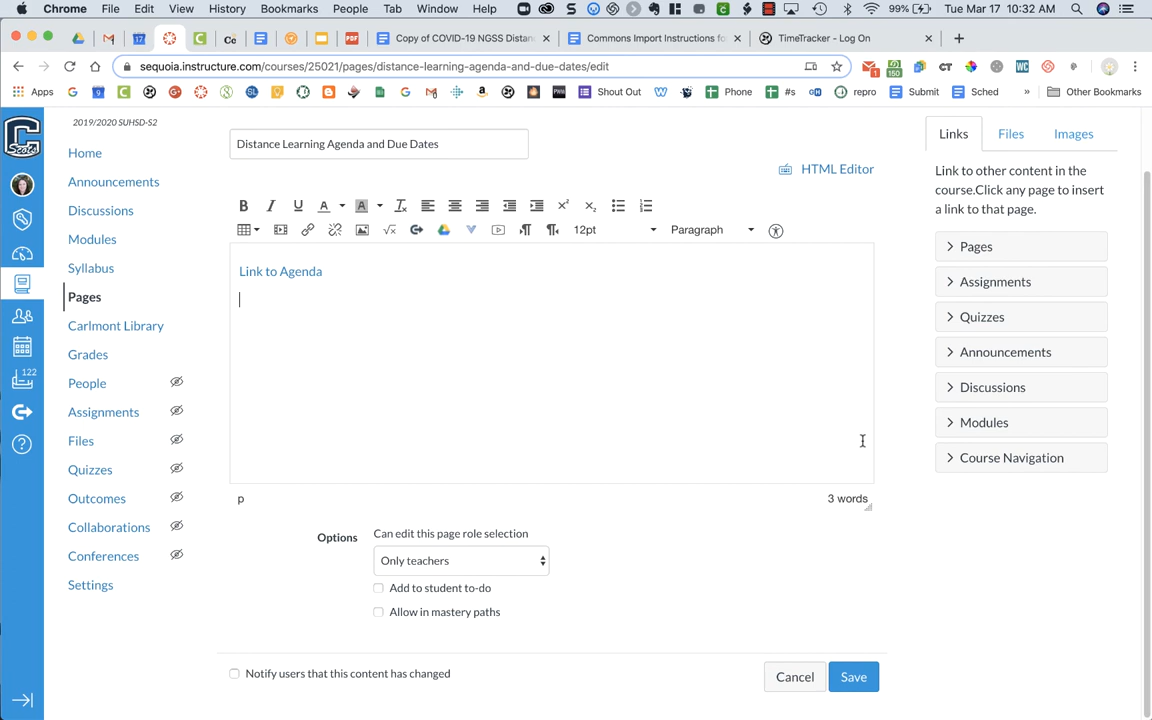 Chrome File Edit View History Bookmarks People Tab Window Help 99% Tue Mar 17 10:32 AM
Copy of COVID-19 NGSS Distan Commons Import Instructions fo TimeTracker - Log On
sequoia.instructure.com/courses/25021/pages/distance-learning-agenda-and-due-dates/edit
Apps Shout Out Phone #s repro Submit Sched » Other Bookmarks
2019/2020 SUHSD-S2
Home
Announcements
Discussions
Modules
Syllabus
Pages
Carlmont Library
Grades
People
Assignments
Files
Quizzes
Outcomes
Collaborations
Conferences
Settings
122
Distance Learning Agenda and Due Dates
HTML Editor
12pt Paragraph
Link to Agenda
p 3 words
Options Can edit this page role selection
Only teachers
Add to student to-do
Allow in mastery paths
Notify users that this content has changed
Cancel Save
Links Files Images
Link to other content in the
course.Click any page to insert
a link to that page.
Pages
Assignments
Quizzes
Announcements
Discussions
Modules
Course Navigation